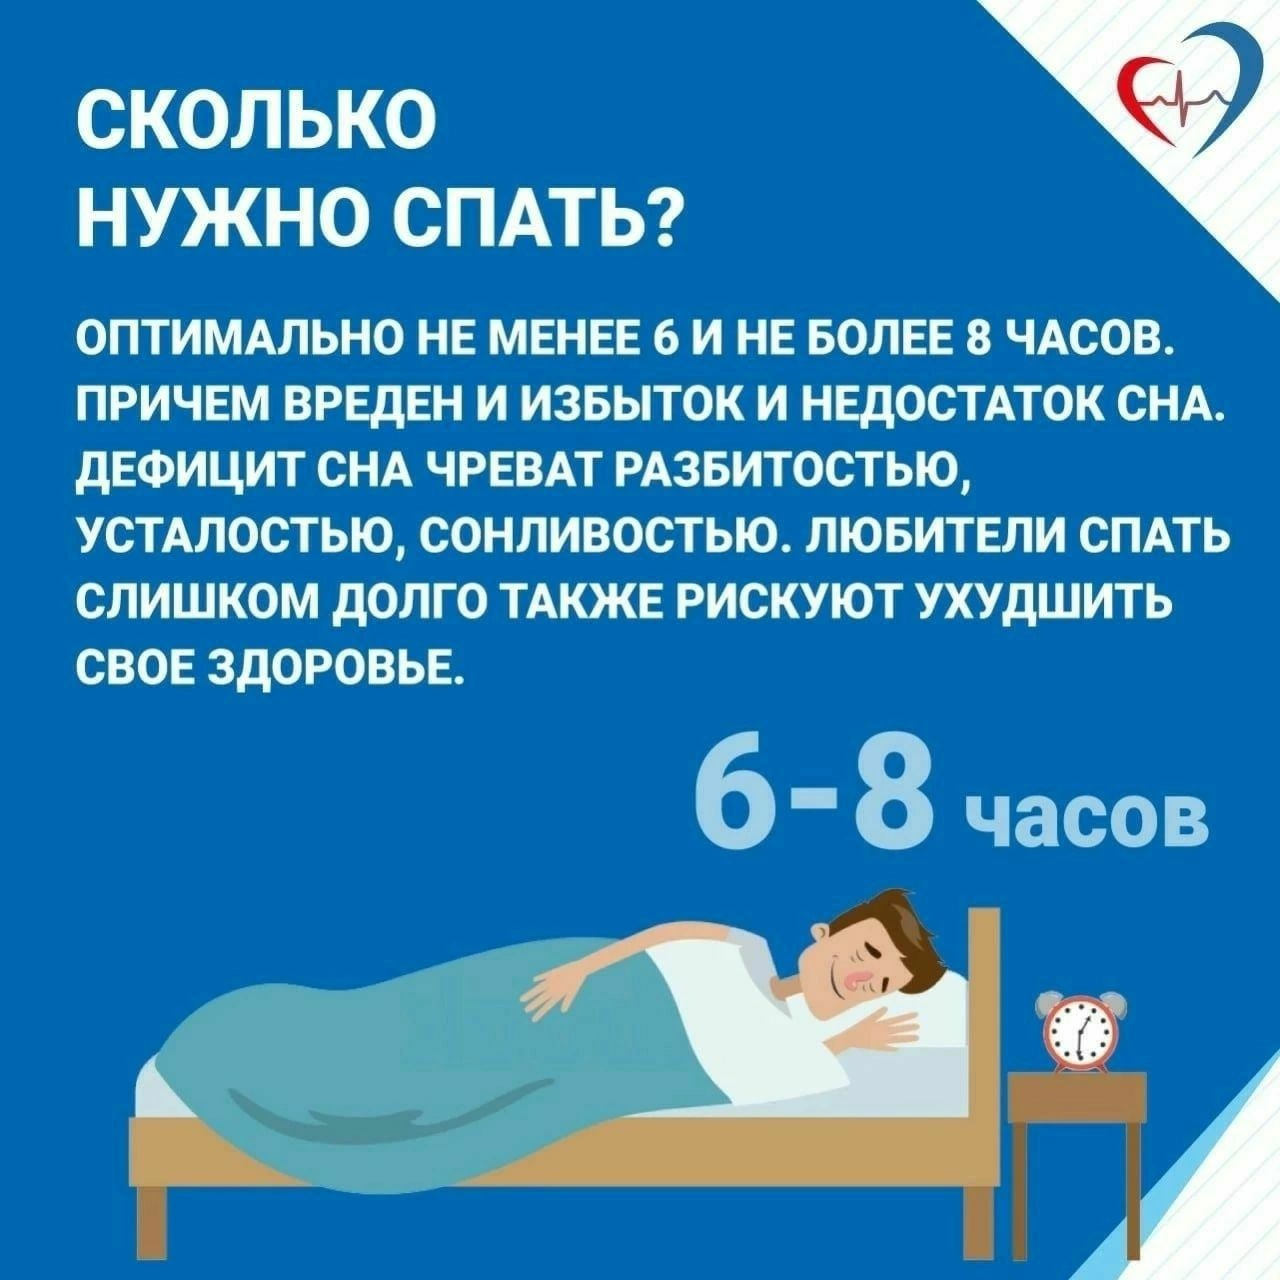 СКОЛЬКО
НУЖНО СПАТЬ?
ОПТИМАЛЬНО НЕ МЕНЕЕ 6 И НЕ БОЛЕЕ 8 ЧАСОВ.
ПРИЧЕМ ВРЕДЕН И ИЗБЫТОК И НЕДОСТАТОК СНА.
ДЕФИЦИТ СНА ЧРЕВАТ РАЗБИТОСТЬЮ,
УСТАЛОСТЬЮ, СОНЛИВОСТЬЮ. ЛЮБИТЕЛИ СПАТЬ
СЛИШКОМ ДОЛГО ТАКЖЕ РИСКУЮТ УХУДШИТЬ
СВОЕ ЗДОРОВЬЕ.
6-8 часов